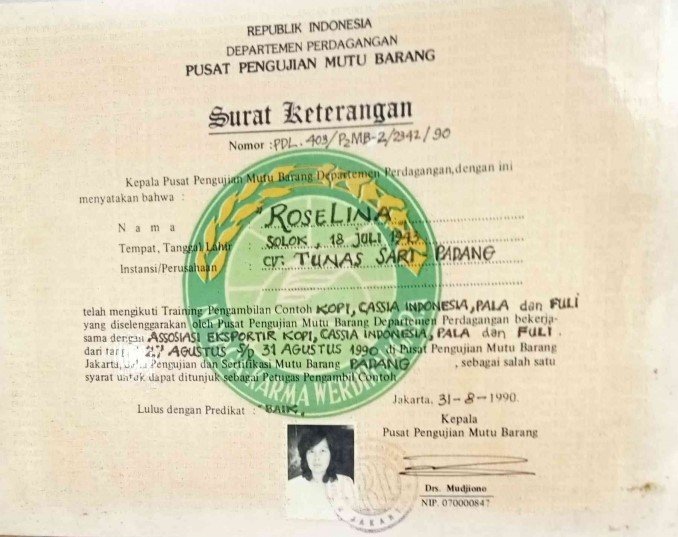 REPUBLIK INDONESIA
DEPARTEMEN PERDAGANGAN
PUSAT PENGUJIAN MUTU BARANG
Surat Keterangan
Nomor : PDL. 403/P2MB-2/2342/90
Kepala Pusat Pengujian Mutu Barang Departemen Perdagangan, dengan ini
menyatakan bahwa :
Nama : ROSELINA
Tempat, Tanggal Lahir : SOLOK, 18 JULI
Instansi/Perusahaan : CV. TUNAS SARI PADANG
telah mengikuti Training Pengambilan Contoh KOPI, CASSIA INDONESIA, PALA dan FULI
yang diselenggarakan oleh Pusat Pengujian Mutu Barang Departemen Perdagangan bekerja-
sama dengan ASSOSIASI EKSPORTIR KOPI, CASSIA INDONESIA, PALA dan FULI.
dari 27 AGUSTUS S/D 31 AGUSTUS 1990 di Pusat Pengujian Mutu Barang
Jakarta, Pengujian dan Sertifikasi Mutu Barang PADANG, sebagai salah satu
syarat untuk dapat ditunjuk sebagai Petugas Pengambil Contoh
Lulus dengan Predikat : BAIK.
Jakarta, 31-8-1990.
Kepala
Pusat Pengujian Mutu Barang
Drs. Mudjiono
NIP. 070000847
DHARMA
JAKARTA